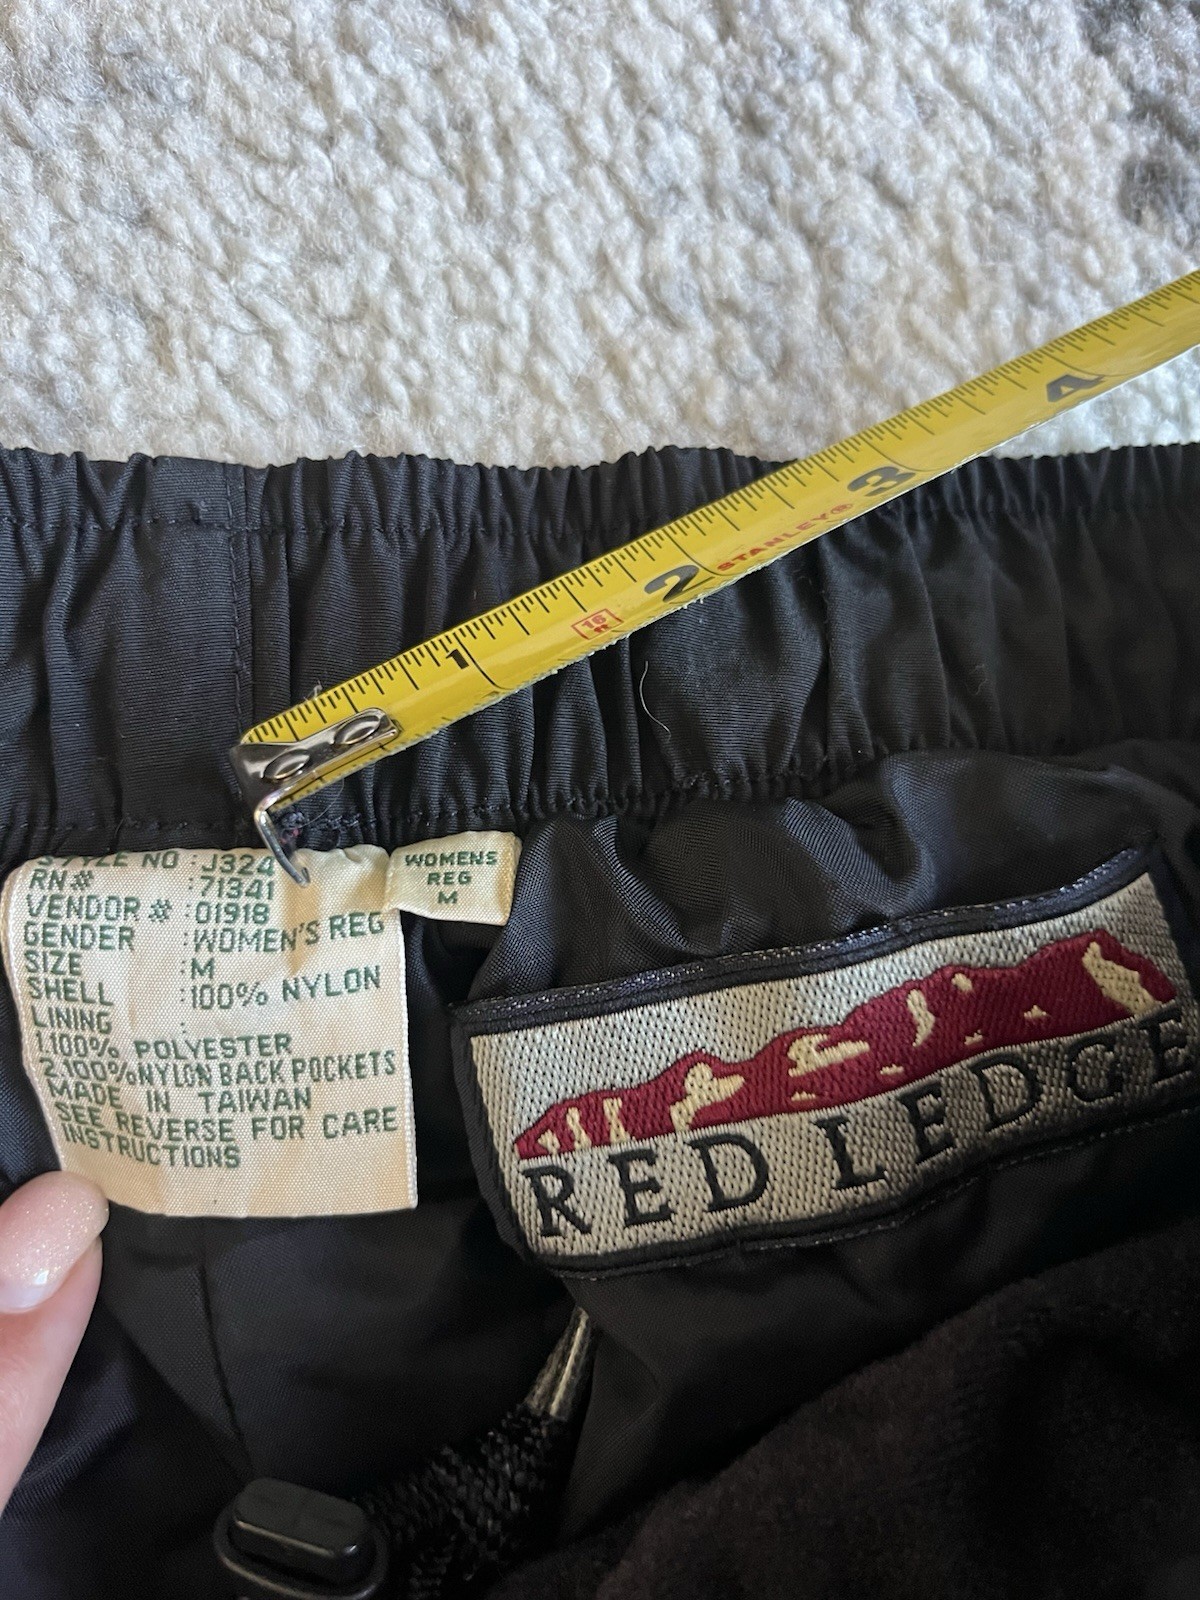 4
3
STANLEY®
2
16
ft
1
STYLE NO :J324
RN# :71341
VENDOR# :01918
GENDER :WOMEN'S REG
SIZE :M
SHELL :100% NYLON
LINING :
1.100% POLYESTER
2.100%NYLON BACK POCKETS
MADE IN TAIWAN
SEE REVERSE FOR CARE
INSTRUCTIONS
WOMENS
REG
M
RED LEDGE